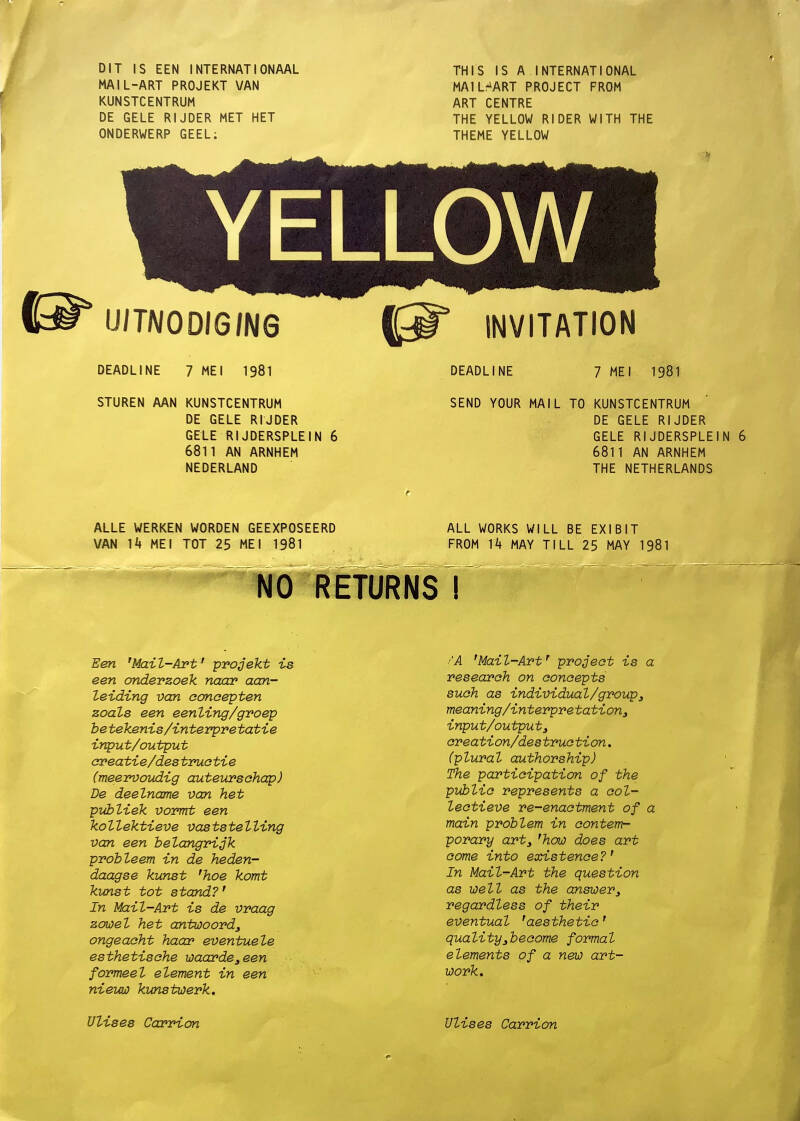 DIT IS EEN INTERNATIONAAL
MAIL-ART PROJEKT VAN
KUNSTCENTRUM
DE GELE RIJDER MET HET
ONDERWERP GEEL:
THIS IS A INTERNATIONAL
MAIL-ART PROJECT FROM
ART CENTRE
THE YELLOW RIDER WITH THE
THEME YELLOW
YELLOW
UITNODIGING
DEADLINE 7 MEI 1981
STUREN AAN KUNSTCENTRUM
DE GELE RIJDER
GELE RIJDERSPLEIN 6
6811 AN ARNHEM
NEDERLAND
ALLE WERKEN WORDEN GEEXPOSEERD
VAN 14 MEI TOT 25 MEI 1981
INVITATION
DEADLINE 7 MEI 1981
SEND YOUR MAIL TO KUNSTCENTRUM
DE GELE RIJDER
GELE RIJDERSPLEIN 6
6811 AN ARNHEM
THE NETHERLANDS
ALL WORKS WILL BE EXIBIT
FROM 14 MAY TILL 25 MAY 1981
NO RETURNS !
Een 'Mail-Art' projekt is
een onderzoek naar aan-
leiding van concepten
zoals een eenling/groep
betekenis/interpretatie
input/output
creatie/destructie
(meervoudig auteurschap)
De deelname van het
publiek vormt een
kollektieve vaststelling
van een belangrijk
probleem in de heden-
daagse kunst 'hoe komt
kunst tot stand?'
In Mail-Art is de vraag
zowel het antwoord,
ongeacht haar eventuele
esthetische waarde,een
formeel element in een
nieuw kunstwerk.
Ulises Carrion
'A 'Mail-Art' project is a
research on concepts
such as individual/group,
meaning/interpretation,
input/output,
creation/destruction.
(plural authorship)
The participation of the
public represents a col-
lectieve re-enactment of a
main problem in contem-
porary art,'how does art
come into existence?'
In Mail-Art the question
as well as the answer,
regardless of their
eventual 'aesthetic'
quality,become formal
elements of a new art-
work.
Ulises Carrion